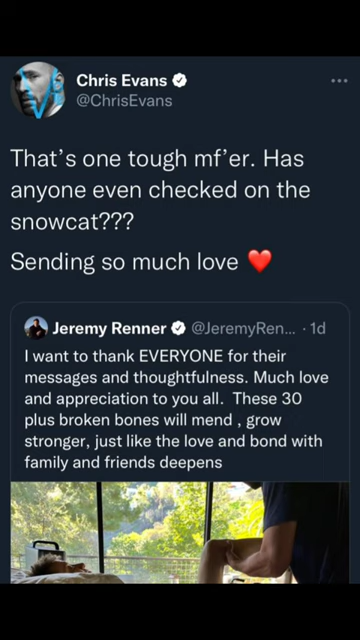 Chris Evans
@ChrisEvans
That's one tough mf'er. Has
anyone even checked on the
snowcat???
Sending so much love ❤️
Jeremy Renner @JeremyRen... · 1d
I want to thank EVERYONE for their
messages and thoughtfulness. Much love
and appreciation to you all.  These 30
plus broken bones will mend , grow
stronger, just like the love and bond with
family and friends deepens